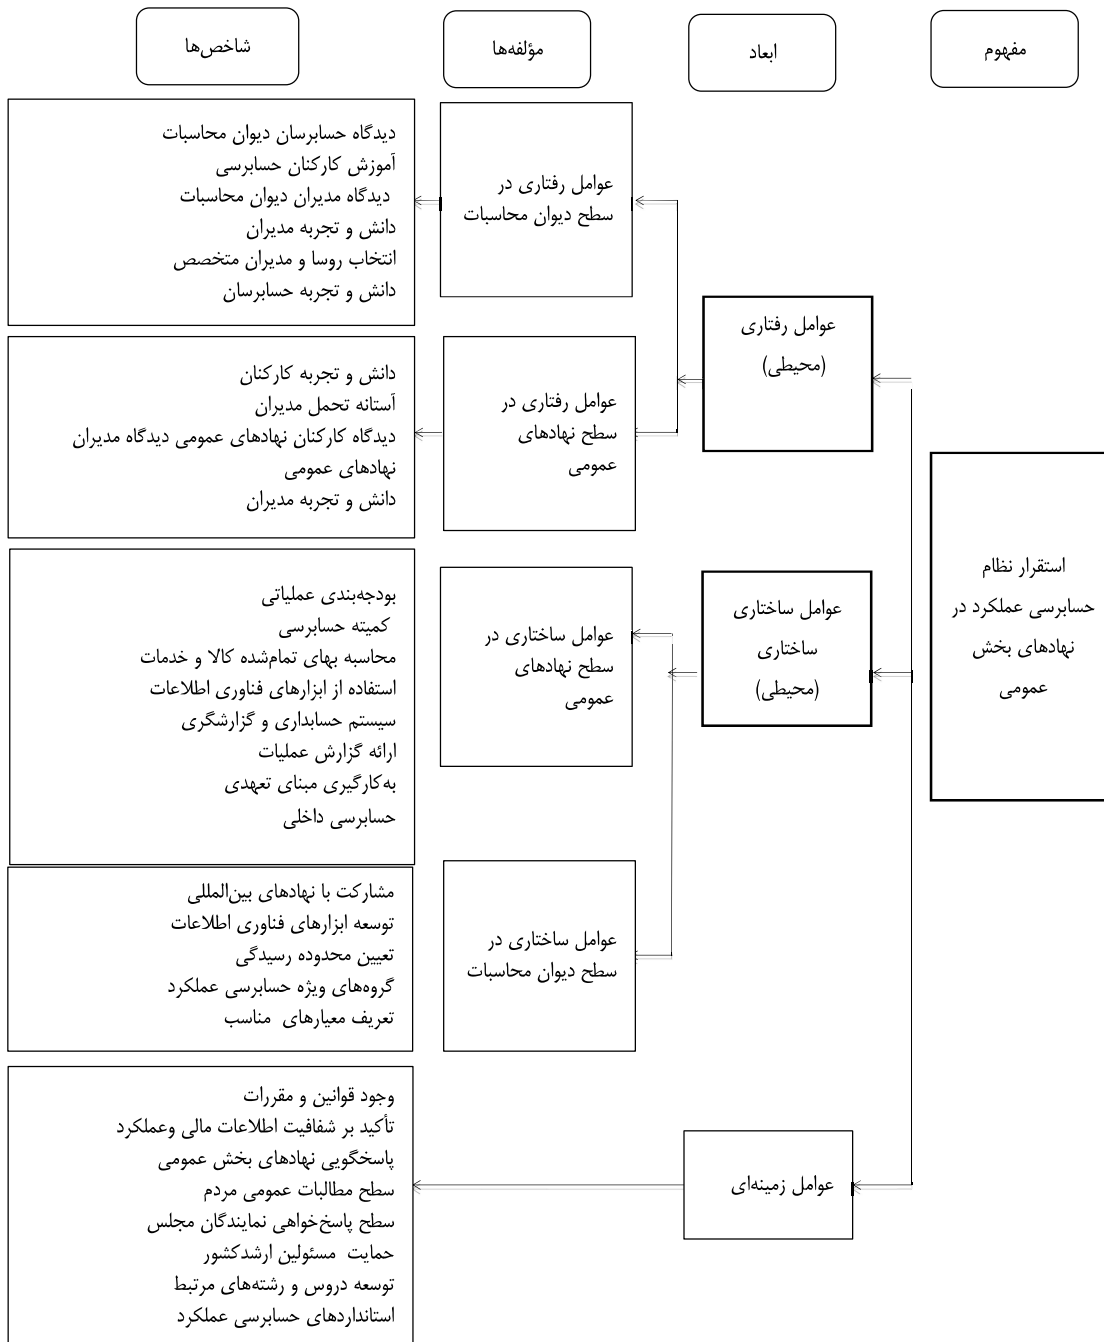 مفهوم
ابعاد
مؤلفه‌ها
شاخص‌ها
استقرار نظام
حسابرسی عملکرد در
نهادهای بخش
عمومی
عوامل رفتاری
(محیطی)
عوامل رفتاری در
سطح دیوان محاسبات
دیدگاه حسابرسان دیوان محاسبات
آموزش کارکنان حسابرسی
دیدگاه مدیران دیوان محاسبات
دانش و تجربه مدیران
انتخاب روسا و مدیران متخصص
دانش و تجربه حسابرسان
عوامل رفتاری در
سطح نهادهای
عمومی
دانش و تجربه کارکنان
آستانه تحمل مدیران
دیدگاه کارکنان نهادهای عمومی دیدگاه مدیران
نهادهای عمومی
دانش و تجربه مدیران
عوامل ساختاری
ساختاری
(محیطی)
عوامل ساختاری در
سطح نهادهای
عمومی
بودجه‌بندی عملیاتی
کمیته حسابرسی
محاسبه بهای تمام‌شده کالا و خدمات
استفاده از ابزارهای فناوری اطلاعات
سیستم حسابداری و گزارشگری
ارائه گزارش عملیات
به‌کارگیری مبنای تعهدی
حسابرسی داخلی
عوامل ساختاری در
سطح دیوان محاسبات
مشارکت با نهادهای بین‌المللی
توسعه ابزارهای فناوری اطلاعات
تعیین محدوده رسیدگی
گروه‌های ویژه حسابرسی عملکرد
تعریف معیارهای مناسب
عوامل زمینه‌ای
وجود قوانین و مقررات
تأکید بر شفافیت اطلاعات مالی وعملکرد
پاسخگویی نهادهای بخش عمومی
سطح مطالبات عمومی مردم
سطح پاسخ‌خواهی نمایندگان مجلس
حمایت مسئولین ارشدکشور
توسعه دروس و رشته‌های مرتبط
استانداردهای حسابرسی عملکرد